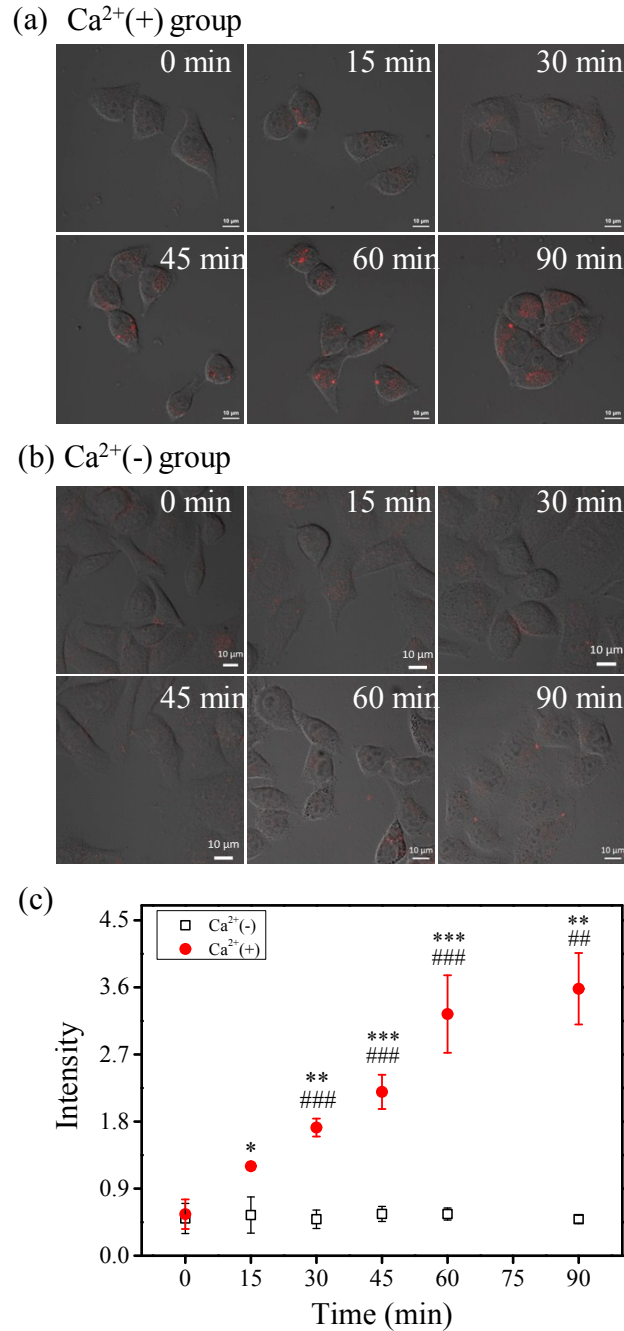 (a) Ca²⁺(+) group
0 min 15 min 30 min
10 μm 10 μm 10 μm
45 min 60 min 90 min
10 μm 10 μm 10 μm
(b) Ca²⁺(-) group
0 min 15 min 30 min
10 μm 10 μm 10 μm
45 min 60 min 90 min
10 μm 10 μm 10 μm
(c)
Ca²⁺(-)
Ca²⁺(+)
*
**
###
***
###
***
###
**
##
4.5
3.6
2.7
1.8
0.9
0.0
Intensity
0 15 30 45 60 75 90
Time (min)